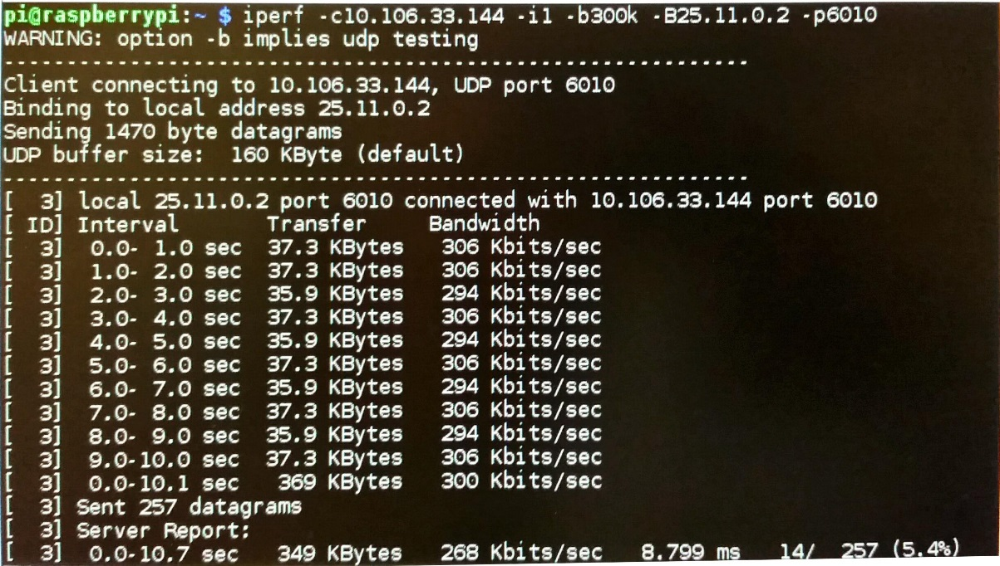 pi@raspberrypi:~ $ iperf -c10.106.33.144 -i1 -b300k -B25.11.0.2 -p6010
WARNING: option -b implies udp testing
------------------------------------------------------------
Client connecting to 10.106.33.144, UDP port 6010
Binding to local address 25.11.0.2
Sending 1470 byte datagrams
UDP buffer size:  160 KByte (default)
------------------------------------------------------------
[  3] local 25.11.0.2 port 6010 connected with 10.106.33.144 port 6010
[ ID] Interval       Transfer     Bandwidth
[  3]  0.0- 1.0 sec  37.3 KBytes   306 Kbits/sec
[  3]  1.0- 2.0 sec  37.3 KBytes   306 Kbits/sec
[  3]  2.0- 3.0 sec  35.9 KBytes   294 Kbits/sec
[  3]  3.0- 4.0 sec  37.3 KBytes   306 Kbits/sec
[  3]  4.0- 5.0 sec  35.9 KBytes   294 Kbits/sec
[  3]  5.0- 6.0 sec  37.3 KBytes   306 Kbits/sec
[  3]  6.0- 7.0 sec  35.9 KBytes   294 Kbits/sec
[  3]  7.0- 8.0 sec  37.3 KBytes   306 Kbits/sec
[  3]  8.0- 9.0 sec  35.9 KBytes   294 Kbits/sec
[  3]  9.0-10.0 sec  37.3 KBytes   306 Kbits/sec
[  3]  0.0-10.1 sec   369 KBytes   300 Kbits/sec
[  3] Sent 257 datagrams
[  3] Server Report:
[  3]  0.0-10.7 sec   349 KBytes   268 Kbits/sec   8.799 ms   14/  257 (5.4%)